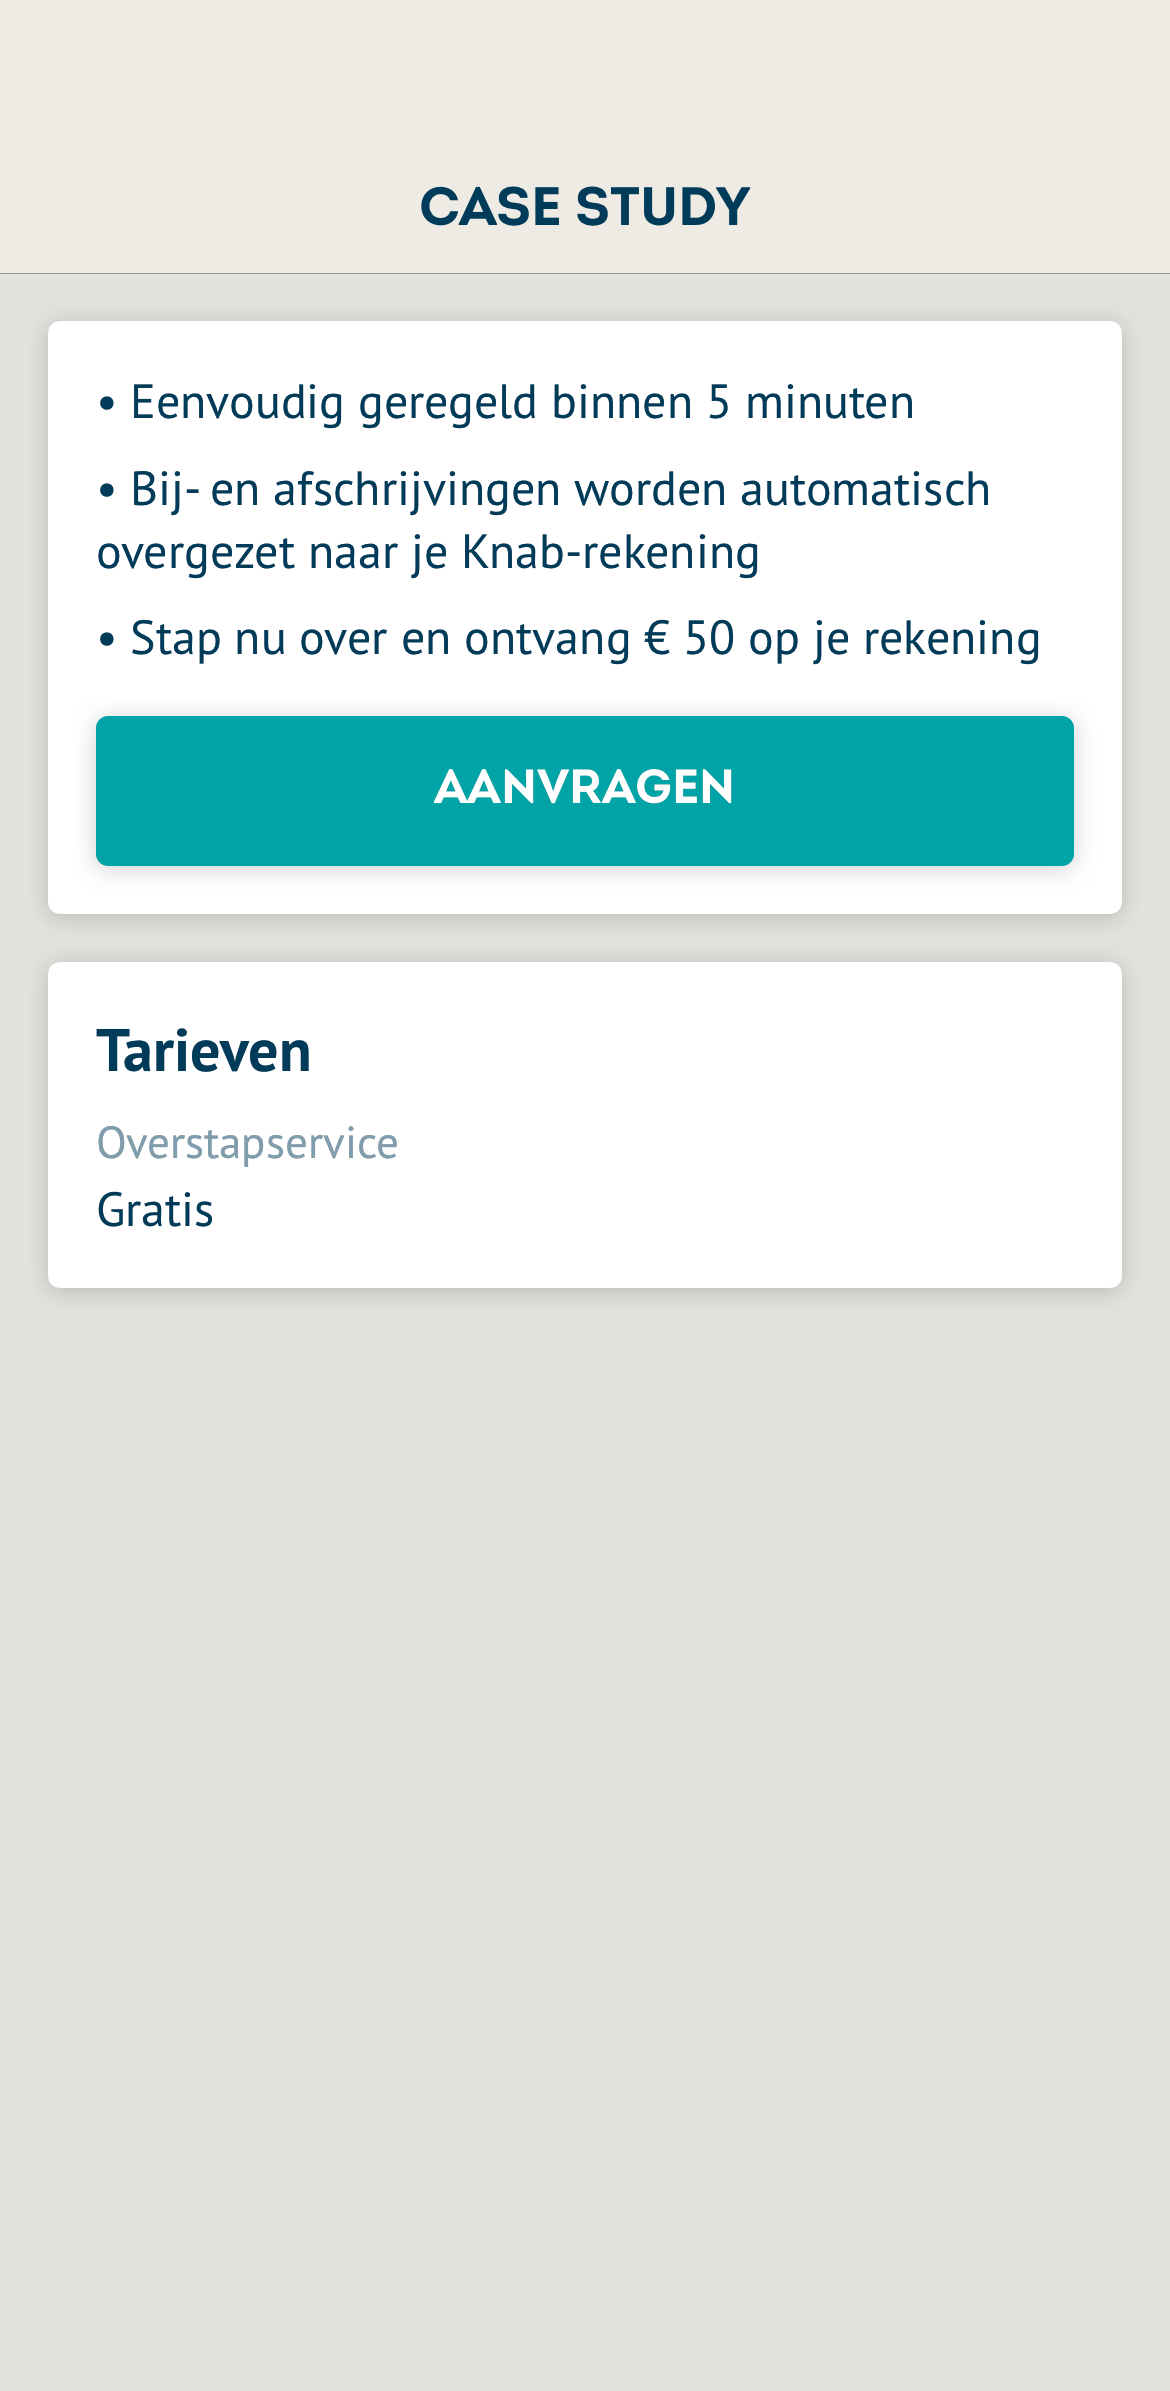 CASE STUDY
• Eenvoudig geregeld binnen 5 minuten
• Bij- en afschrijvingen worden automatisch
overgezet naar je Knab-rekening
• Stap nu over en ontvang € 50 op je rekening
AANVRAGEN
Tarieven
Overstapservice
Gratis